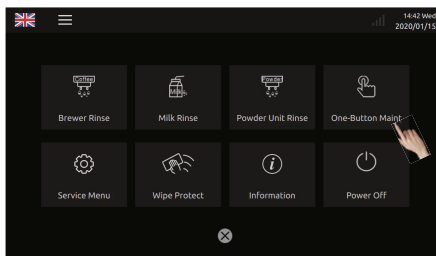 14:42 Wed
2020/01/15
Coffee
Milk
Powder
Brewer Rinse
Milk Rinse
Powder Unit Rinse
One-Button Maint
Service Menu
Wipe Protect
Information
Power Off